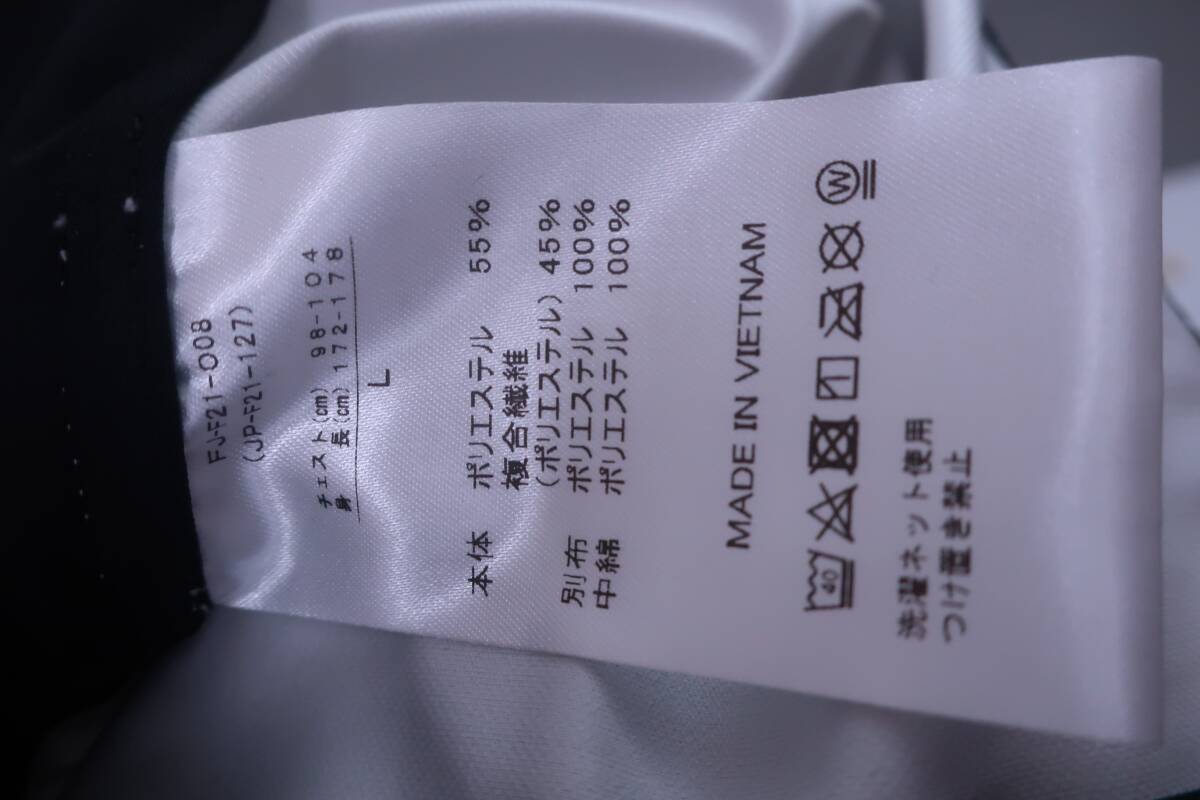 FJ-F21-008
(JP-F21-127)
チェスト(cm) 98-104
身 長(cm) 172-178
L
本体 ポリエステル 55%
複合繊維
(ポリエステル) 45%
別布 ポリエステル 100%
中綿 ポリエステル 100%
MADE IN VIETNAM
40 1 W
洗濯ネット使用
つけ置き禁止